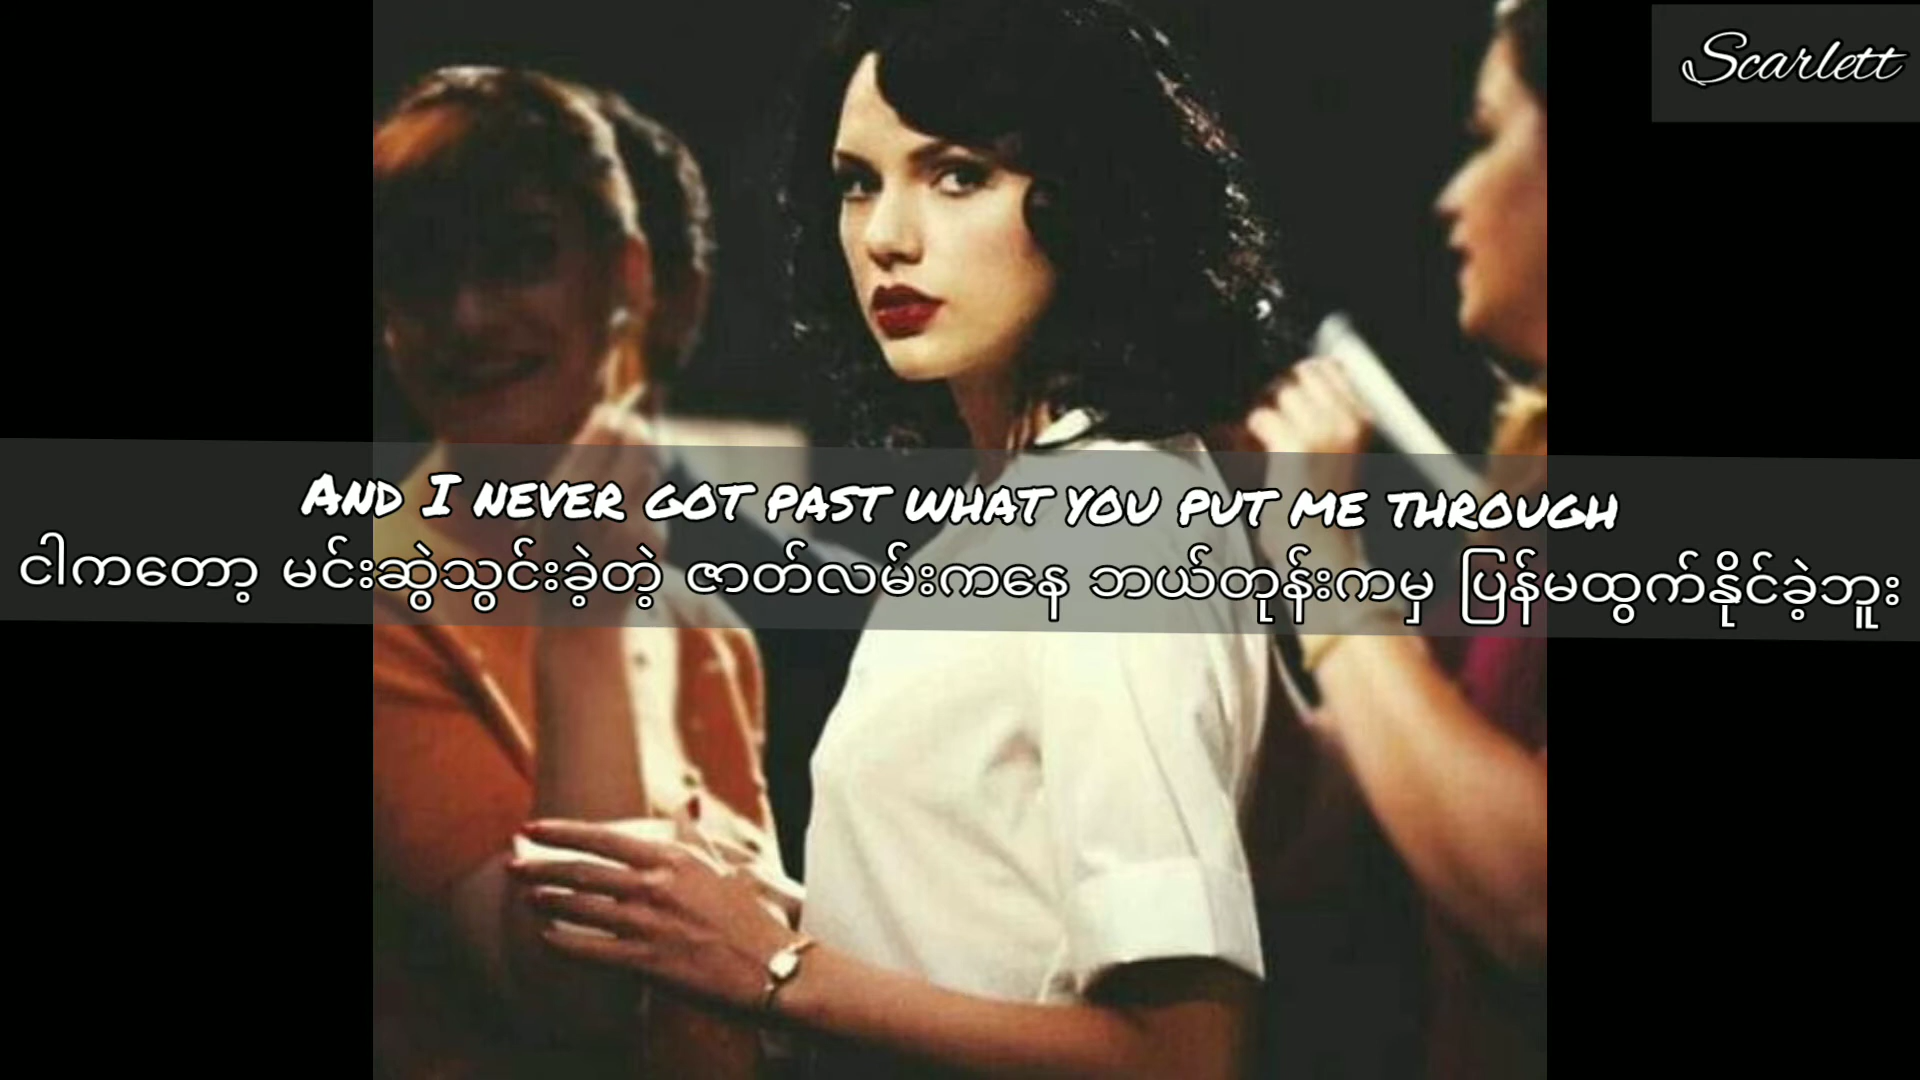 Scarlett
And I never got past what you put me through
ငါကတော့ မင်းဆွဲသွင်းခဲ့တဲ့ ဇာတ်လမ်းကနေ ဘယ်တုန်းကမှ ပြန်မထွက်နိုင်ခဲ့ဘူး